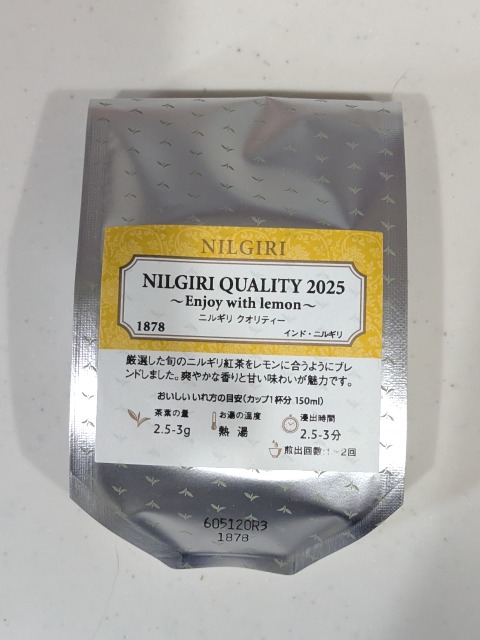 NILGIRI
NILGIRI QUALITY 2025
～Enjoy with lemon～
ニルギリ クオリティー
1878
インド・ニルギリ
厳選した旬のニルギリ紅茶をレモンに合うようにブレ
ンドしました。爽やかな香りと甘い味わいが魅力です。
おいしいいれ方の目安(カップ1杯分 150ml)
茶葉の量
2.5-3g
お湯の温度
熱湯
浸出時間
2.5-3分
煎出回数:1～2回
605120R3
1878